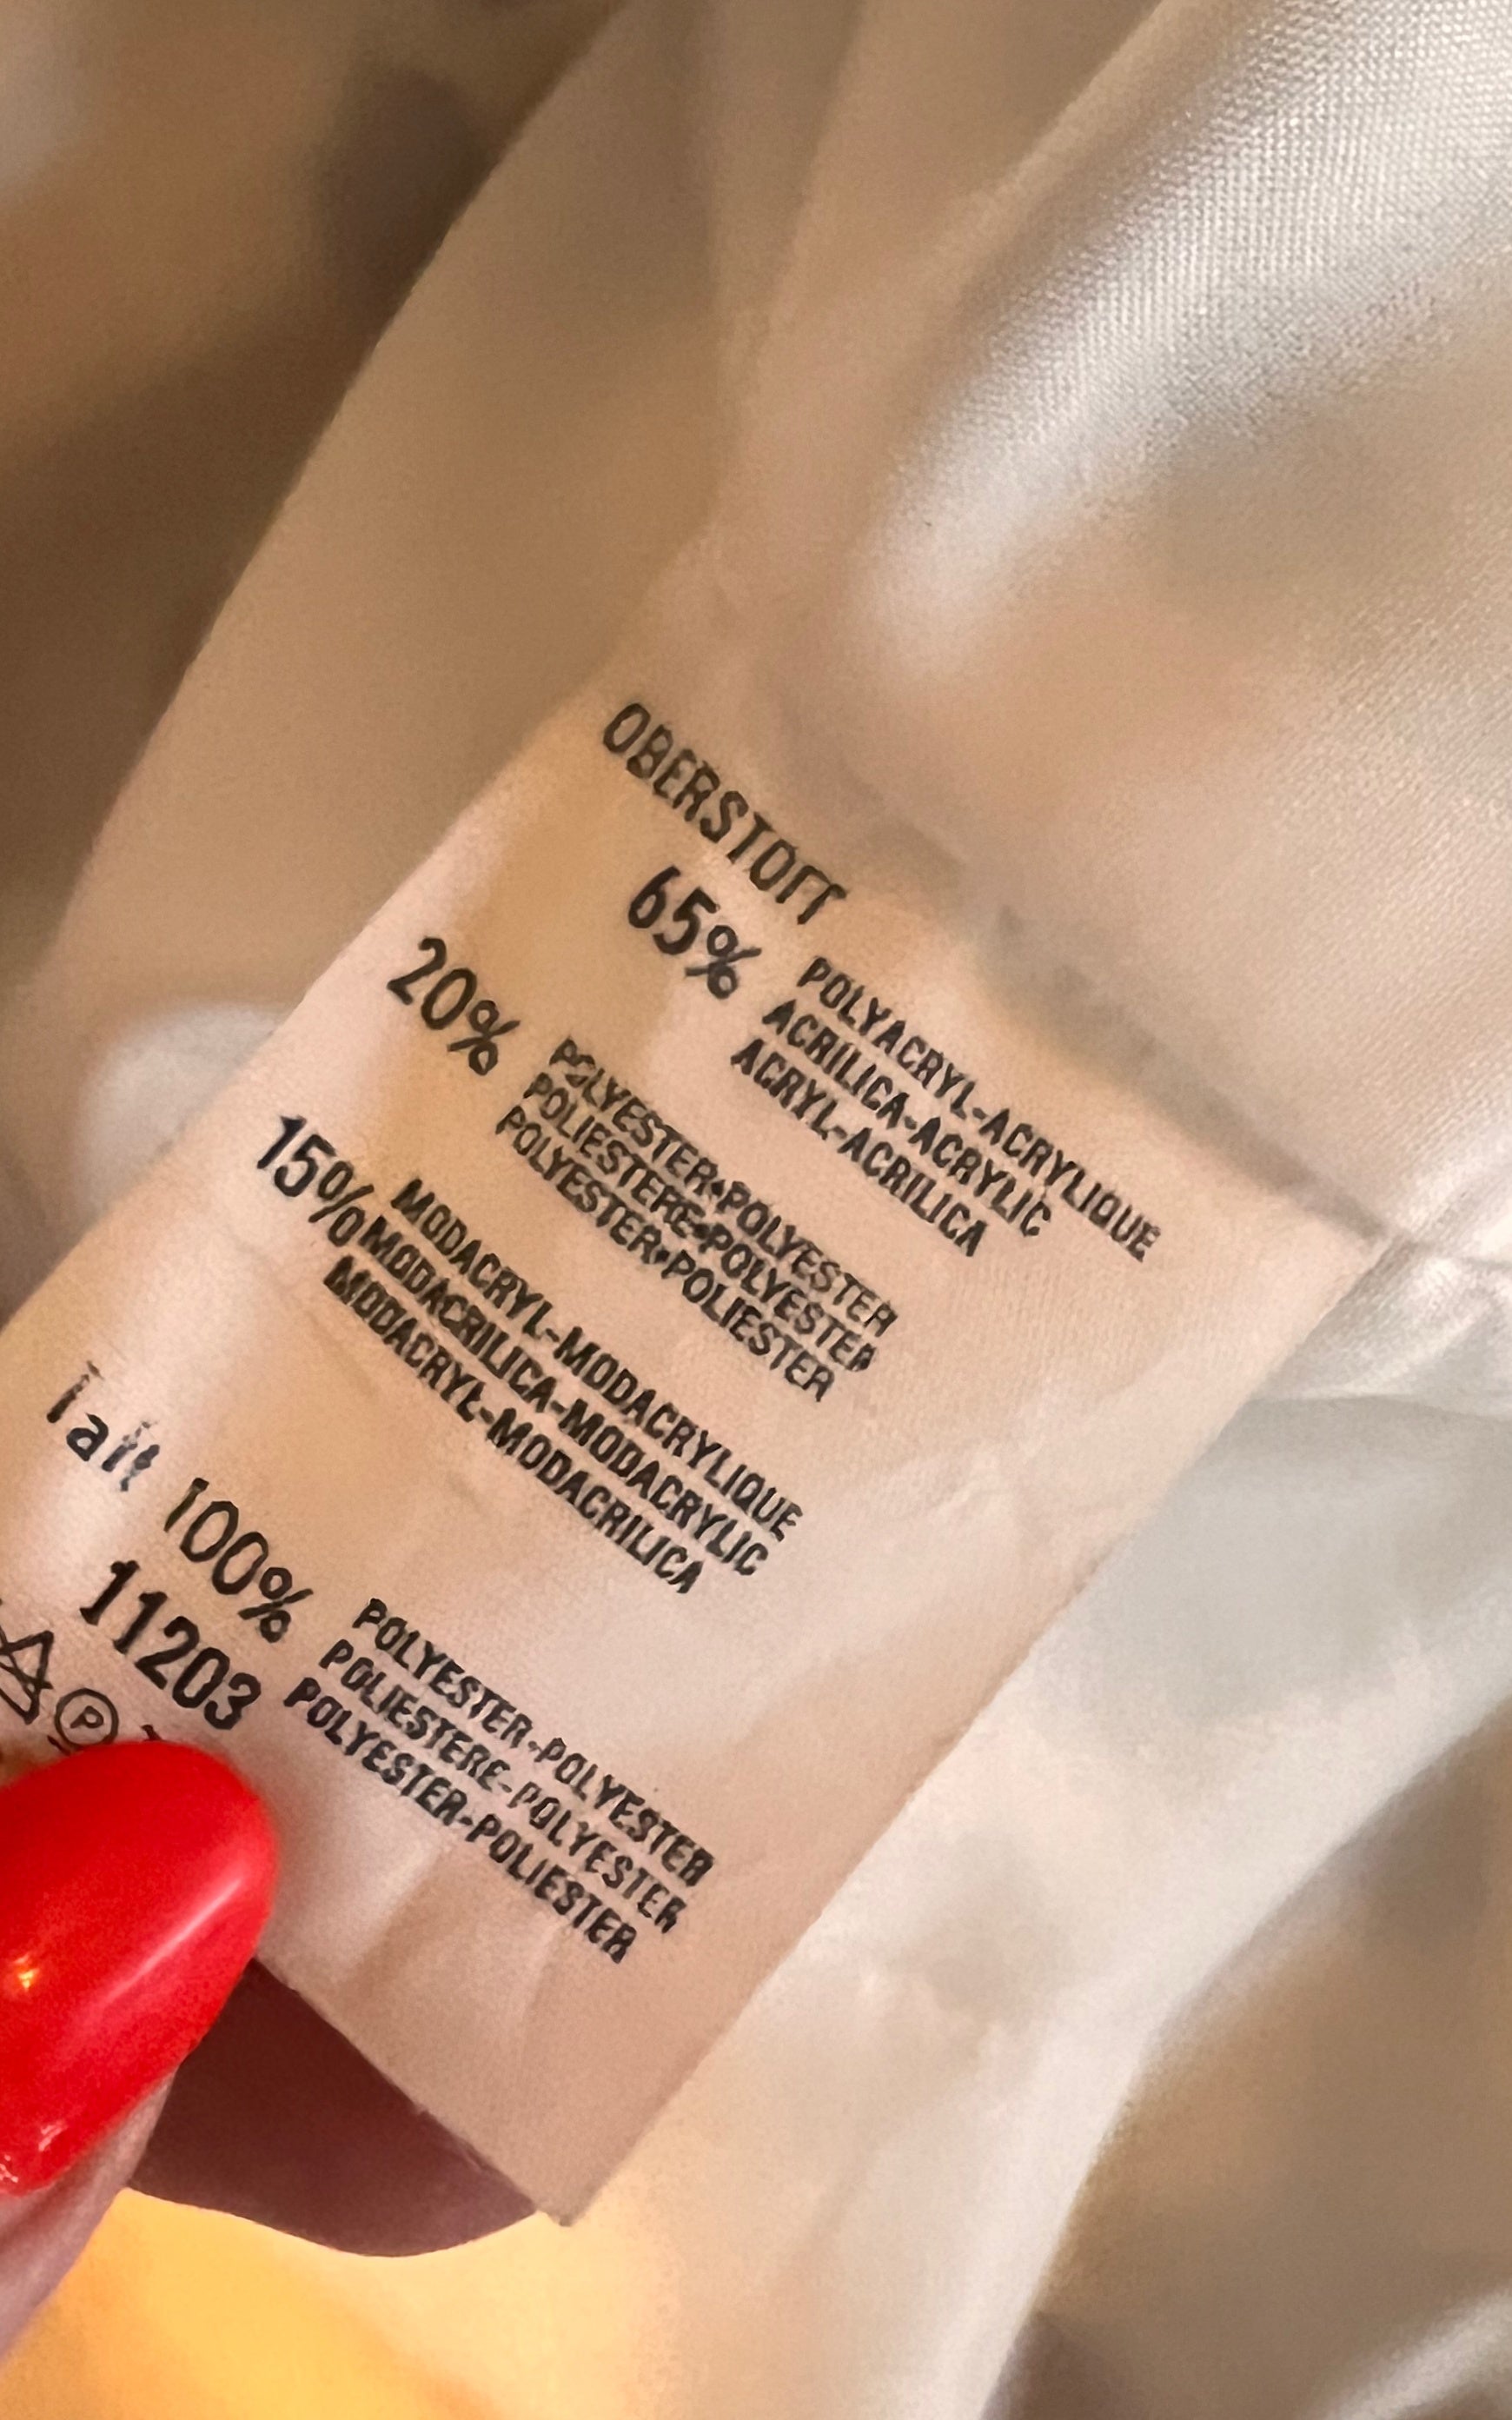 OBERSTOFF
65% POLYACRYL-ACRYLIQUE
ACRILICA-ACRYLIC
ACRYL-ACRILICA
20% POLYESTER-POLYESTER
POLIESTERE-POLYESTER
POLYESTER-POLIESTER
15% MODACRYL-MODACRYLIQUE
MODACRILICA-MODACRYLIC
MODACRYL-MODACRILICA
100% POLYESTER-POLYESTER
POLIESTERE-POLYESTER
POLYESTER-POLIESTER
11203
P